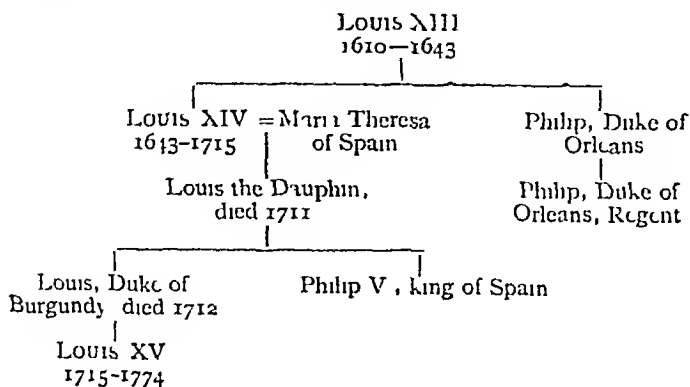 Louis XIII
1610—1643
Louis XIV = Maria Theresa
1643-1715 of Spain
Philip, Duke of
Orleans
Louis the Dauphin,
died 1711
Philip, Duke of
Orleans, Regent
Louis, Duke of
Burgundy died 1712
Philip V, king of Spain
Louis XV
1715-1774